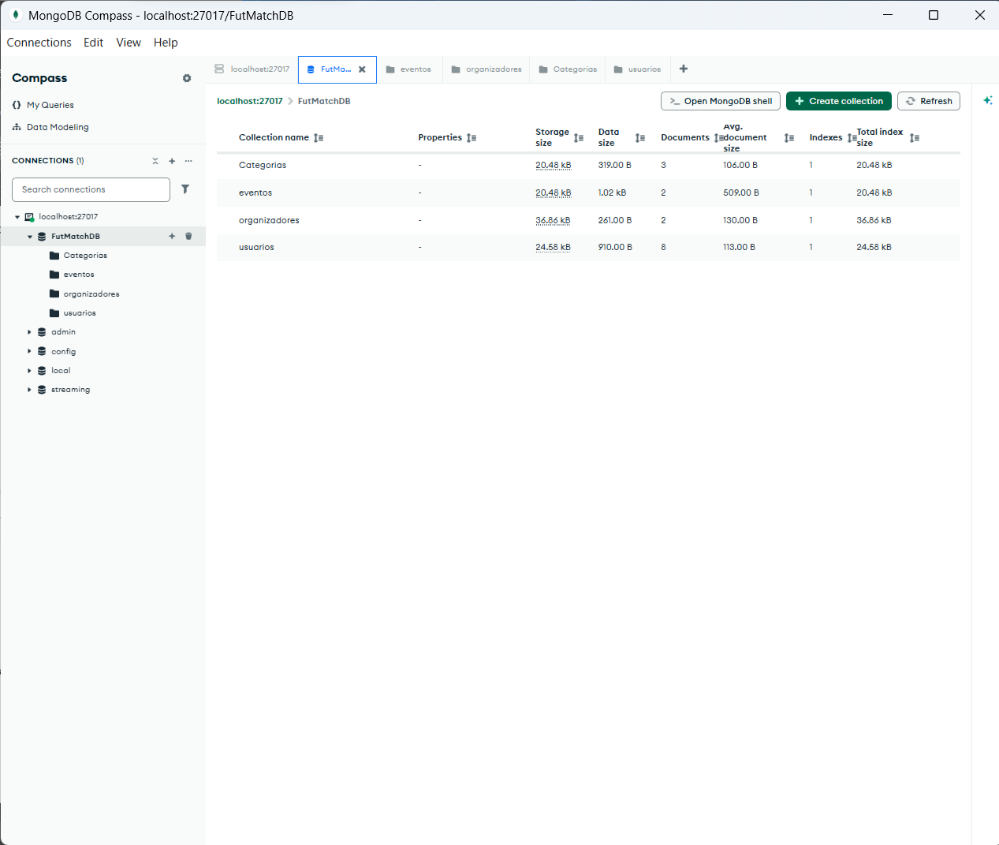 MongoDB Compass - localhost:27017/FutMatchDB
Connections Edit View Help
Compass
My Queries
Data Modeling
CONNECTIONS (1)
Search connections
localhost:27017
FutMatchDB
Categorias
eventos
organizadores
usuarios
admin
config
local
streaming
localhost:27017 FutMa... eventos organizadores Categorias usuarios
localhost:27017 > FutMatchDB
>_ Open MongoDB shell + Create collection Refresh
Collection name Properties Storage size Data size Documents Avg. document size Indexes Total index size
Categorias - 20.48 kB 319.00 B 3 106.00 B 1 20.48 kB
eventos - 20.48 kB 1.02 kB 2 509.00 B 1 20.48 kB
organizadores - 36.86 kB 261.00 B 2 130.00 B 1 36.86 kB
usuarios - 24.58 kB 910.00 B 8 113.00 B 1 24.58 kB